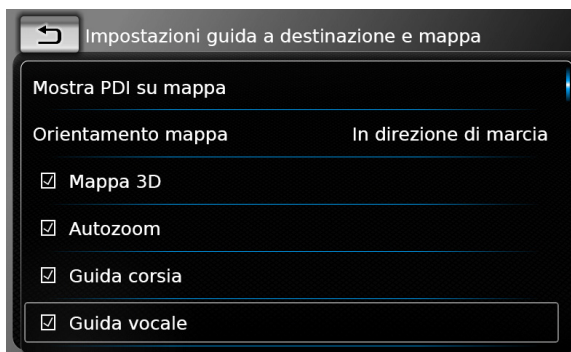 Impostazioni guida a destinazione e mappa
Mostra PDI su mappa
Orientamento mappa In direzione di marcia
Mappa 3D
Autozoom
Guida corsia
Guida vocale